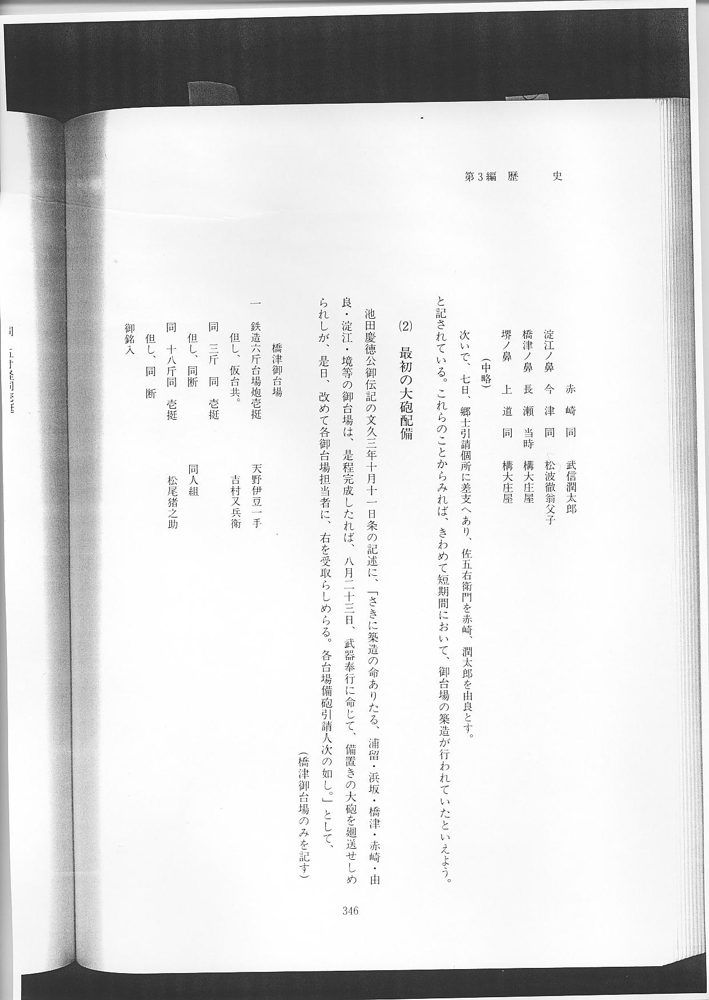 第3編　歴　　史
赤　崎　同　武信潤太郎
淀江ノ鼻　今　津　同　松波徹翁父子
橋津ノ鼻　長　瀬　当時　構大庄屋
堺ノ鼻　上　道　同　構大庄屋
（中略）
次いで、七日、郷士引請個所に差支へあり、佐五右衛門を赤崎、潤太郎を由良とす。
と記されている。これらのことからみれば、きわめて短期間において、御台場の築造が行われていたといえよう。
(2)　最初の大砲配備
池田慶徳公御伝記の文久三年十月十一日条の記述に、「さきに築造の命ありたる、浦留・浜坂・橋津・赤崎・由
良・淀江・境等の御台場は、是程完成したれば、八月二十三日、武器奉行に命じて、備置きの大砲を廻送せしめ
られしが、是日、改めて各御台場担当者に、右を受取らしめらる。各台場備砲引請人次の如し。」として、
（橋津御台場のみを記す）
橋津御台場
一　鉄造六斤台場炮壱挺　天野伊豆一手
但し、仮台共。　吉村又兵衛
同　三斤　同　壱挺
但し、同断　同人組
同　十八斤同　壱挺　松尾猪之助
但し、同　断
御銘入
346